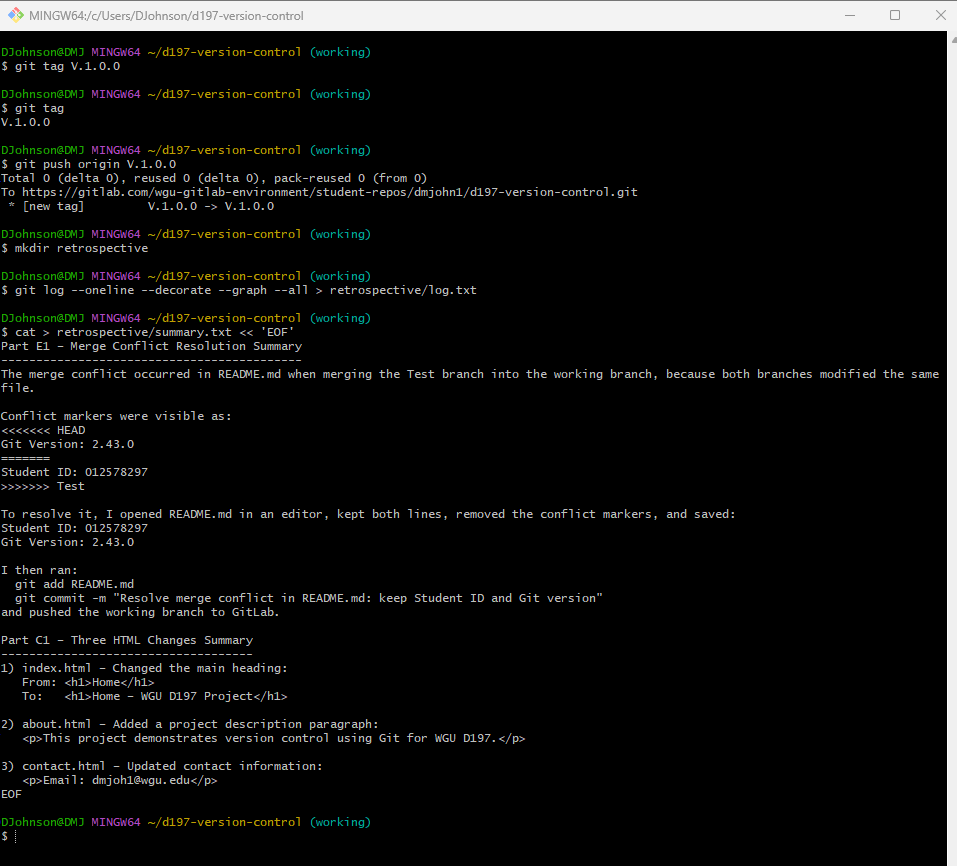 MINGW64:/c/Users/DJohnson/d197-version-control
DJohnson@DMJ MINGW64 ~/d197-version-control (working)
$ git tag V.1.0.0
DJohnson@DMJ MINGW64 ~/d197-version-control (working)
$ git tag
V.1.0.0
DJohnson@DMJ MINGW64 ~/d197-version-control (working)
$ git push origin V.1.0.0
Total 0 (delta 0), reused 0 (delta 0), pack-reused 0 (from 0)
To https://gitlab.com/wgu-gitlab-environment/student-repos/dmjohn1/d197-version-control.git
 * [new tag]         V.1.0.0 -> V.1.0.0
DJohnson@DMJ MINGW64 ~/d197-version-control (working)
$ mkdir retrospective
DJohnson@DMJ MINGW64 ~/d197-version-control (working)
$ git log --oneline --decorate --graph --all > retrospective/log.txt
DJohnson@DMJ MINGW64 ~/d197-version-control (working)
$ cat > retrospective/summary.txt << 'EOF'
Part E1 – Merge Conflict Resolution Summary
-------------------------------------------
The merge conflict occurred in README.md when merging the Test branch into the working branch, because both branches modified the same
file.
Conflict markers were visible as:
<<<<<<< HEAD
Git Version: 2.43.0
=======
Student ID: 012578297
>>>>>>> Test
To resolve it, I opened README.md in an editor, kept both lines, removed the conflict markers, and saved:
Student ID: 012578297
Git Version: 2.43.0
I then ran:
  git add README.md
  git commit -m "Resolve merge conflict in README.md: keep Student ID and Git version"
and pushed the working branch to GitLab.
Part C1 – Three HTML Changes Summary
------------------------------------
1) index.html – Changed the main heading:
   From: <h1>Home</h1>
   To:   <h1>Home – WGU D197 Project</h1>
2) about.html – Added a project description paragraph:
   <p>This project demonstrates version control using Git for WGU D197.</p>
3) contact.html – Updated contact information:
   <p>Email: dmjoh1@wgu.edu</p>
EOF
DJohnson@DMJ MINGW64 ~/d197-version-control (working)
$